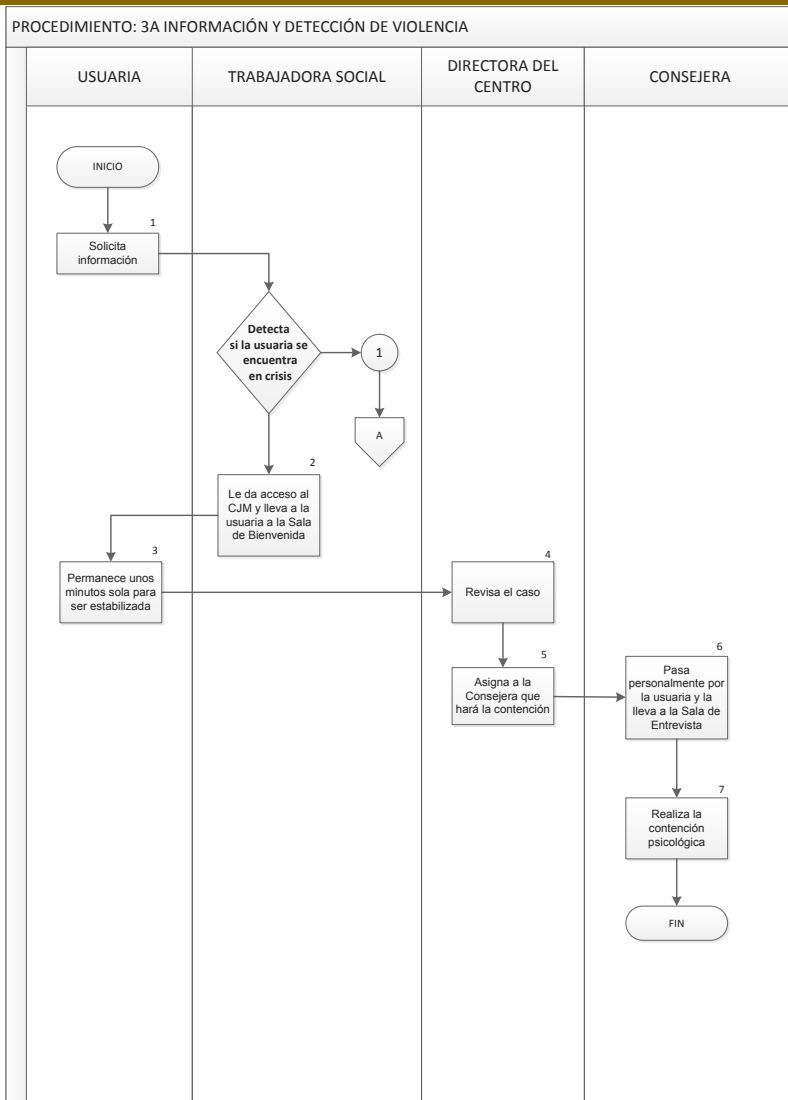 PROCEDIMIENTO: 3A INFORMACIÓN Y DETECCIÓN DE VIOLENCIA
USUARIA
TRABAJADORA SOCIAL
DIRECTORA DEL
CENTRO
CONSEJERA
INICIO
1
Solicita
información
Detecta
si la usuaria se
encuentra
en crisis
1
A
2
Le da acceso al
CJM y lleva a la
usuaria a la Sala
de Bienvenida
3
Permanece unos
minutos sola para
ser estabilizada
4
Revisa el caso
5
Asigna a la
Consejera que
hará la contención
6
Pasa
personalmente por
la usuaria y la
lleva a la Sala de
Entrevista
7
Realiza la
contención
psicológica
FIN